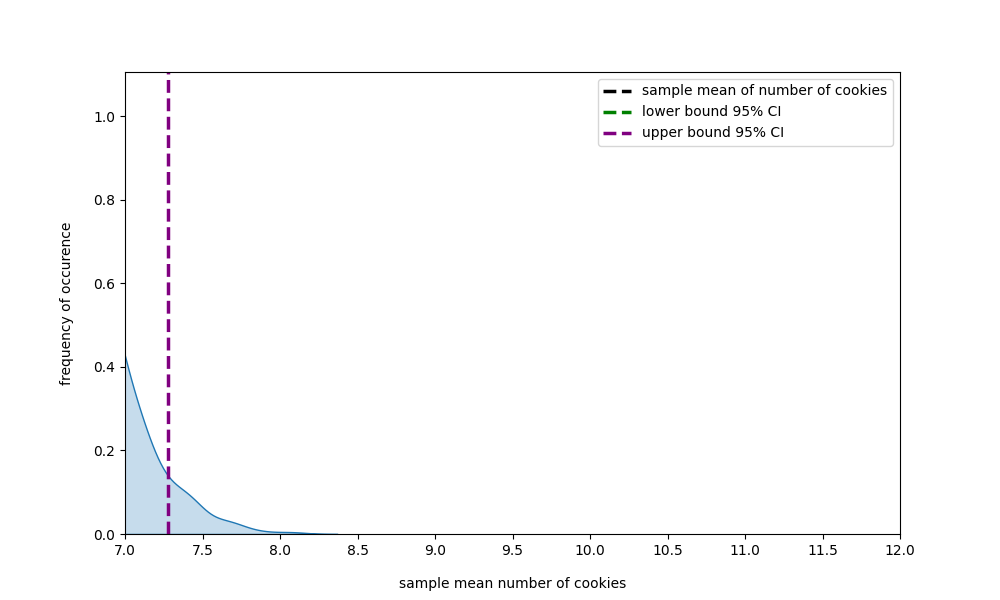 sample mean of number of cookies
lower bound 95% CI
upper bound 95% CI
1.0
0.8
0.6
0.4
0.2
0.0
frequency of occurence
7.0 7.5 8.0 8.5 9.0 9.5 10.0 10.5 11.0 11.5 12.0
sample mean number of cookies